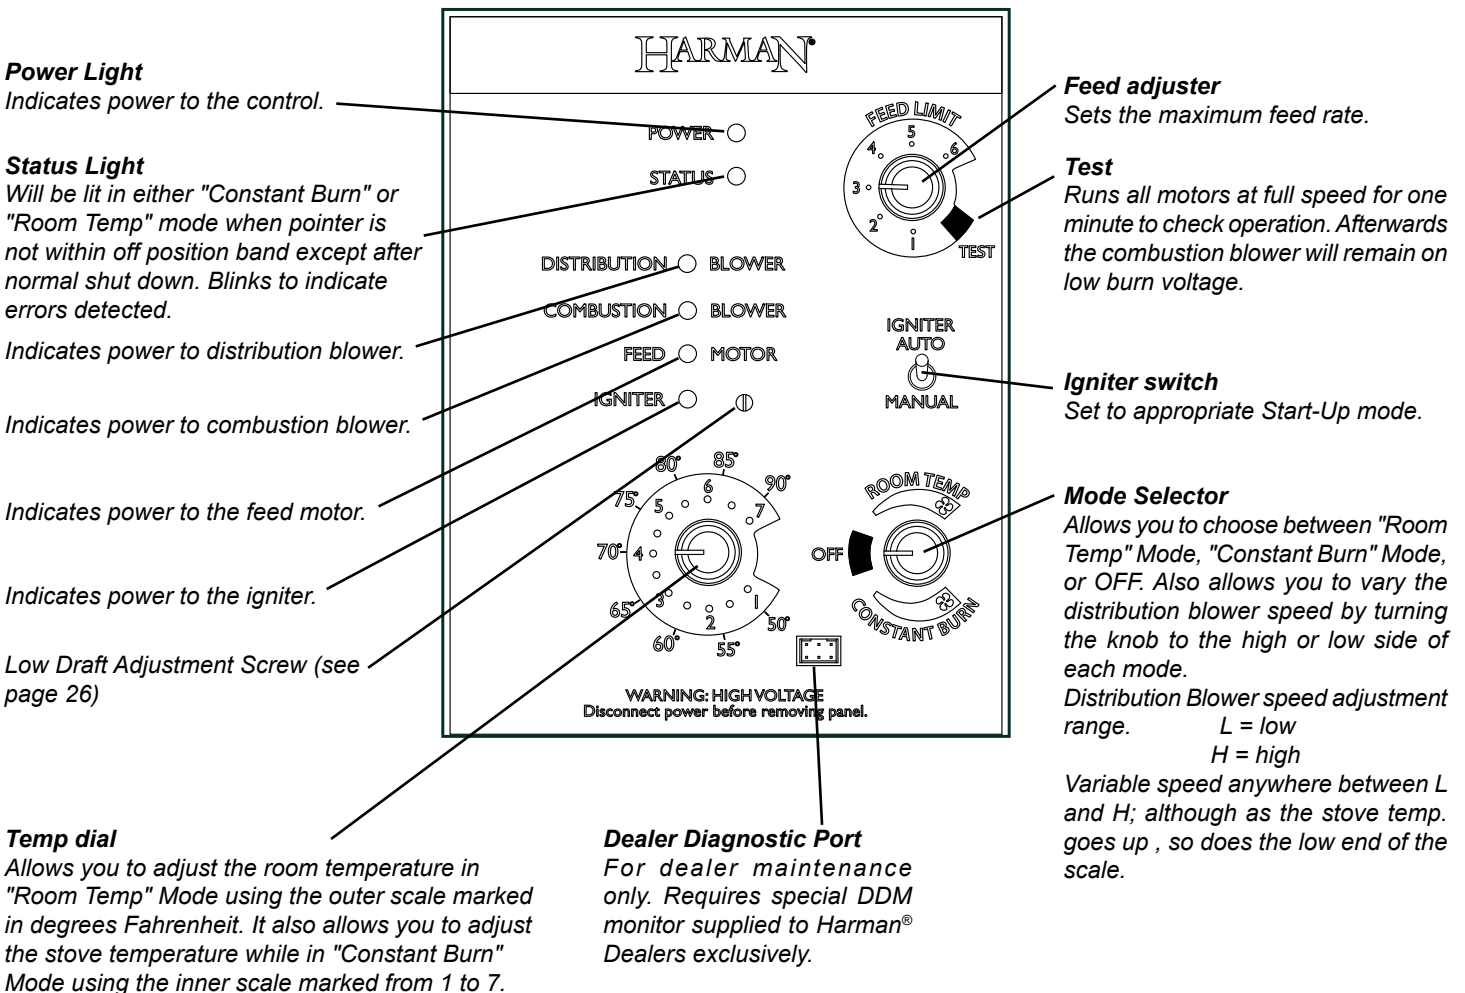 HARMAN®
Power Light
Indicates power to the control.
Status Light
Will be lit in either "Constant Burn" or
"Room Temp" mode when pointer is
not within off position band except after
normal shut down. Blinks to indicate
errors detected.
Indicates power to distribution blower.
Indicates power to combustion blower.
Indicates power to the feed motor.
Indicates power to the igniter.
Low Draft Adjustment Screw (see
page 26)
POWER
STATUS
DISTRIBUTION BLOWER
COMBUSTION BLOWER
FEED MOTOR
IGNITER
FEED LIMIT
1
2
3
4
5
6
TEST
IGNITER
AUTO
MANUAL
50°
55°
60°
65°
70°
75°
80°
85°
90°
1
2
3
4
5
6
7
ROOM TEMP
OFF
CONSTANT BURN
WARNING: HIGH VOLTAGE
Disconnect power before removing panel.
Feed adjuster
Sets the maximum feed rate.
Test
Runs all motors at full speed for one
minute to check operation. Afterwards
the combustion blower will remain on
low burn voltage.
Igniter switch
Set to appropriate Start-Up mode.
Mode Selector
Allows you to choose between "Room
Temp" Mode, "Constant Burn" Mode,
or OFF. Also allows you to vary the
distribution blower speed by turning
the knob to the high or low side of
each mode.
Distribution Blower speed adjustment
range. L = low
H = high
Variable speed anywhere between L
and H; although as the stove temp.
goes up , so does the low end of the
scale.
Temp dial
Allows you to adjust the room temperature in
"Room Temp" Mode using the outer scale marked
in degrees Fahrenheit. It also allows you to adjust
the stove temperature while in "Constant Burn"
Mode using the inner scale marked from 1 to 7.
Dealer Diagnostic Port
For dealer maintenance
only. Requires special DDM
monitor supplied to Harman®
Dealers exclusively.